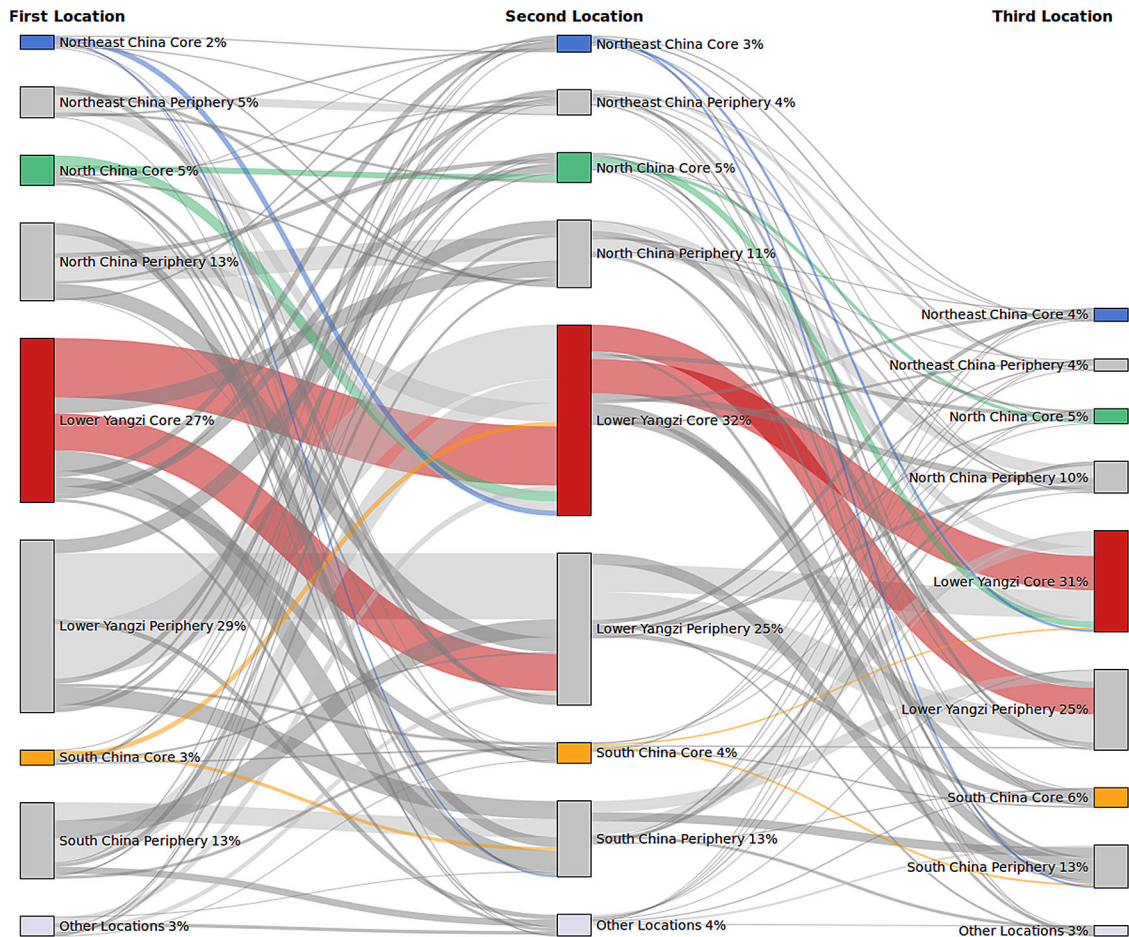 First Location
Second Location
Third Location
Northeast China Core 2%
Northeast China Periphery 5%
North China Core 5%
North China Periphery 13%
Lower Yangzi Core 27%
Lower Yangzi Periphery 29%
South China Core 3%
South China Periphery 13%
Other Locations 3%
Northeast China Core 3%
Northeast China Periphery 4%
North China Core 5%
North China Periphery 11%
Lower Yangzi Core 32%
Lower Yangzi Periphery 25%
South China Core 4%
South China Periphery 13%
Other Locations 4%
Northeast China Core 4%
Northeast China Periphery 4%
North China Core 5%
North China Periphery 10%
Lower Yangzi Core 31%
Lower Yangzi Periphery 25%
South China Core 6%
South China Periphery 13%
Other Locations 3%